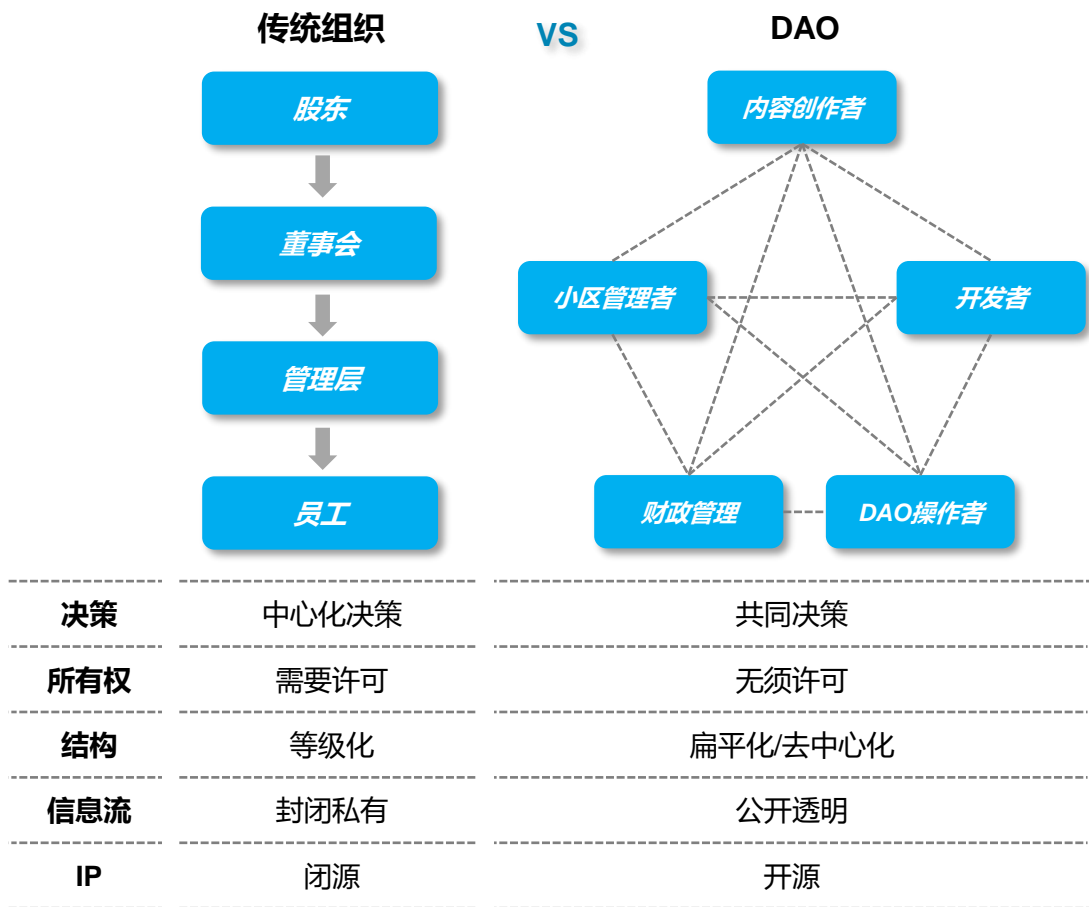 传统组织 VS DAO
股东
内容创作者
董事会
小区管理者
开发者
管理层
员工
财政管理
DAO操作者
决策 中心化决策 共同决策
所有权 需要许可 无须许可
结构 等级化 扁平化/去中心化
信息流 封闭私有 公开透明
IP 闭源 开源